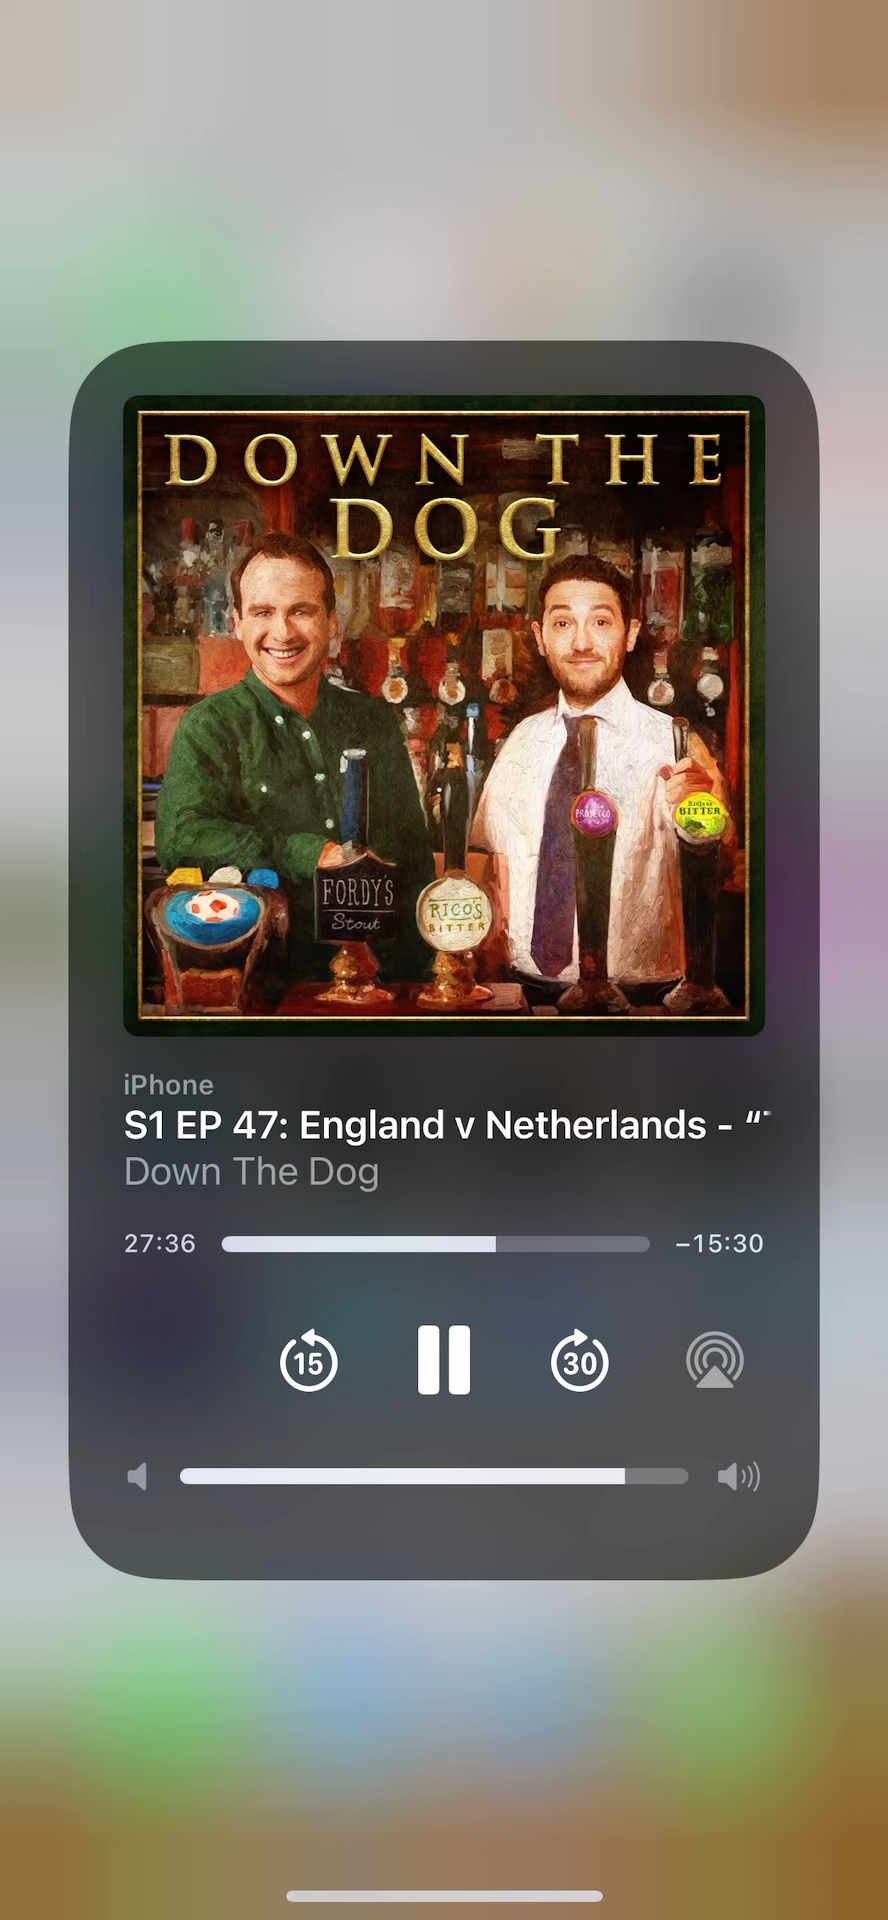 DOWN THE
DOG
PROSECCO
BITTER
FORDY'S
Stout
RICO'S
BITTER
iPhone
S1 EP 47: England v Netherlands - “
Down The Dog
27:36
−15:30
15
30